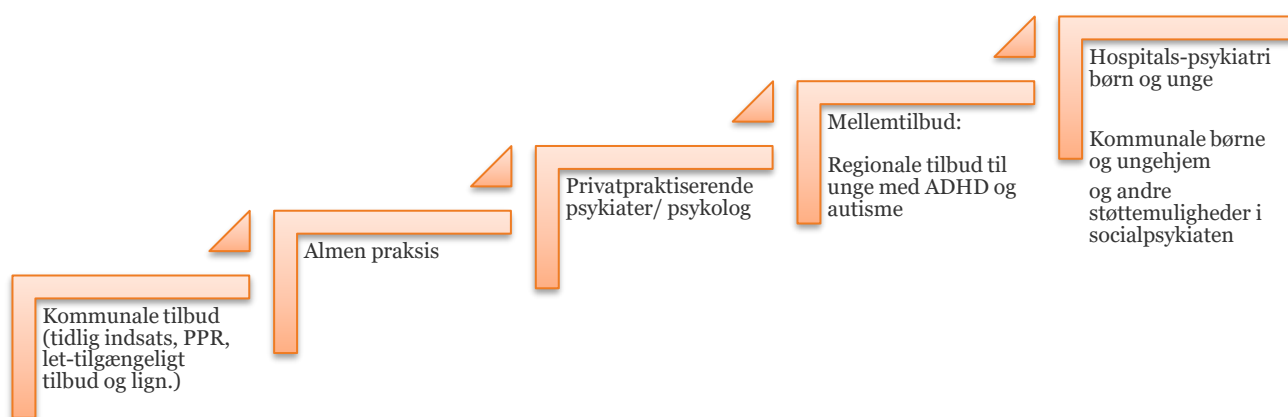 Kommunale tilbud
(tidlig indsats, PPR,
let-tilgængeligt
tilbud og lign.)
Almen praksis
Privatpraktiserende
psykiater/ psykolog
Mellemtilbud:
Regionale tilbud til
unge med ADHD og
autisme
Hospitals-psykiatri
børn og unge
Kommunale børne
og ungehjem
og andre
støttemuligheder i
socialpsykiaten